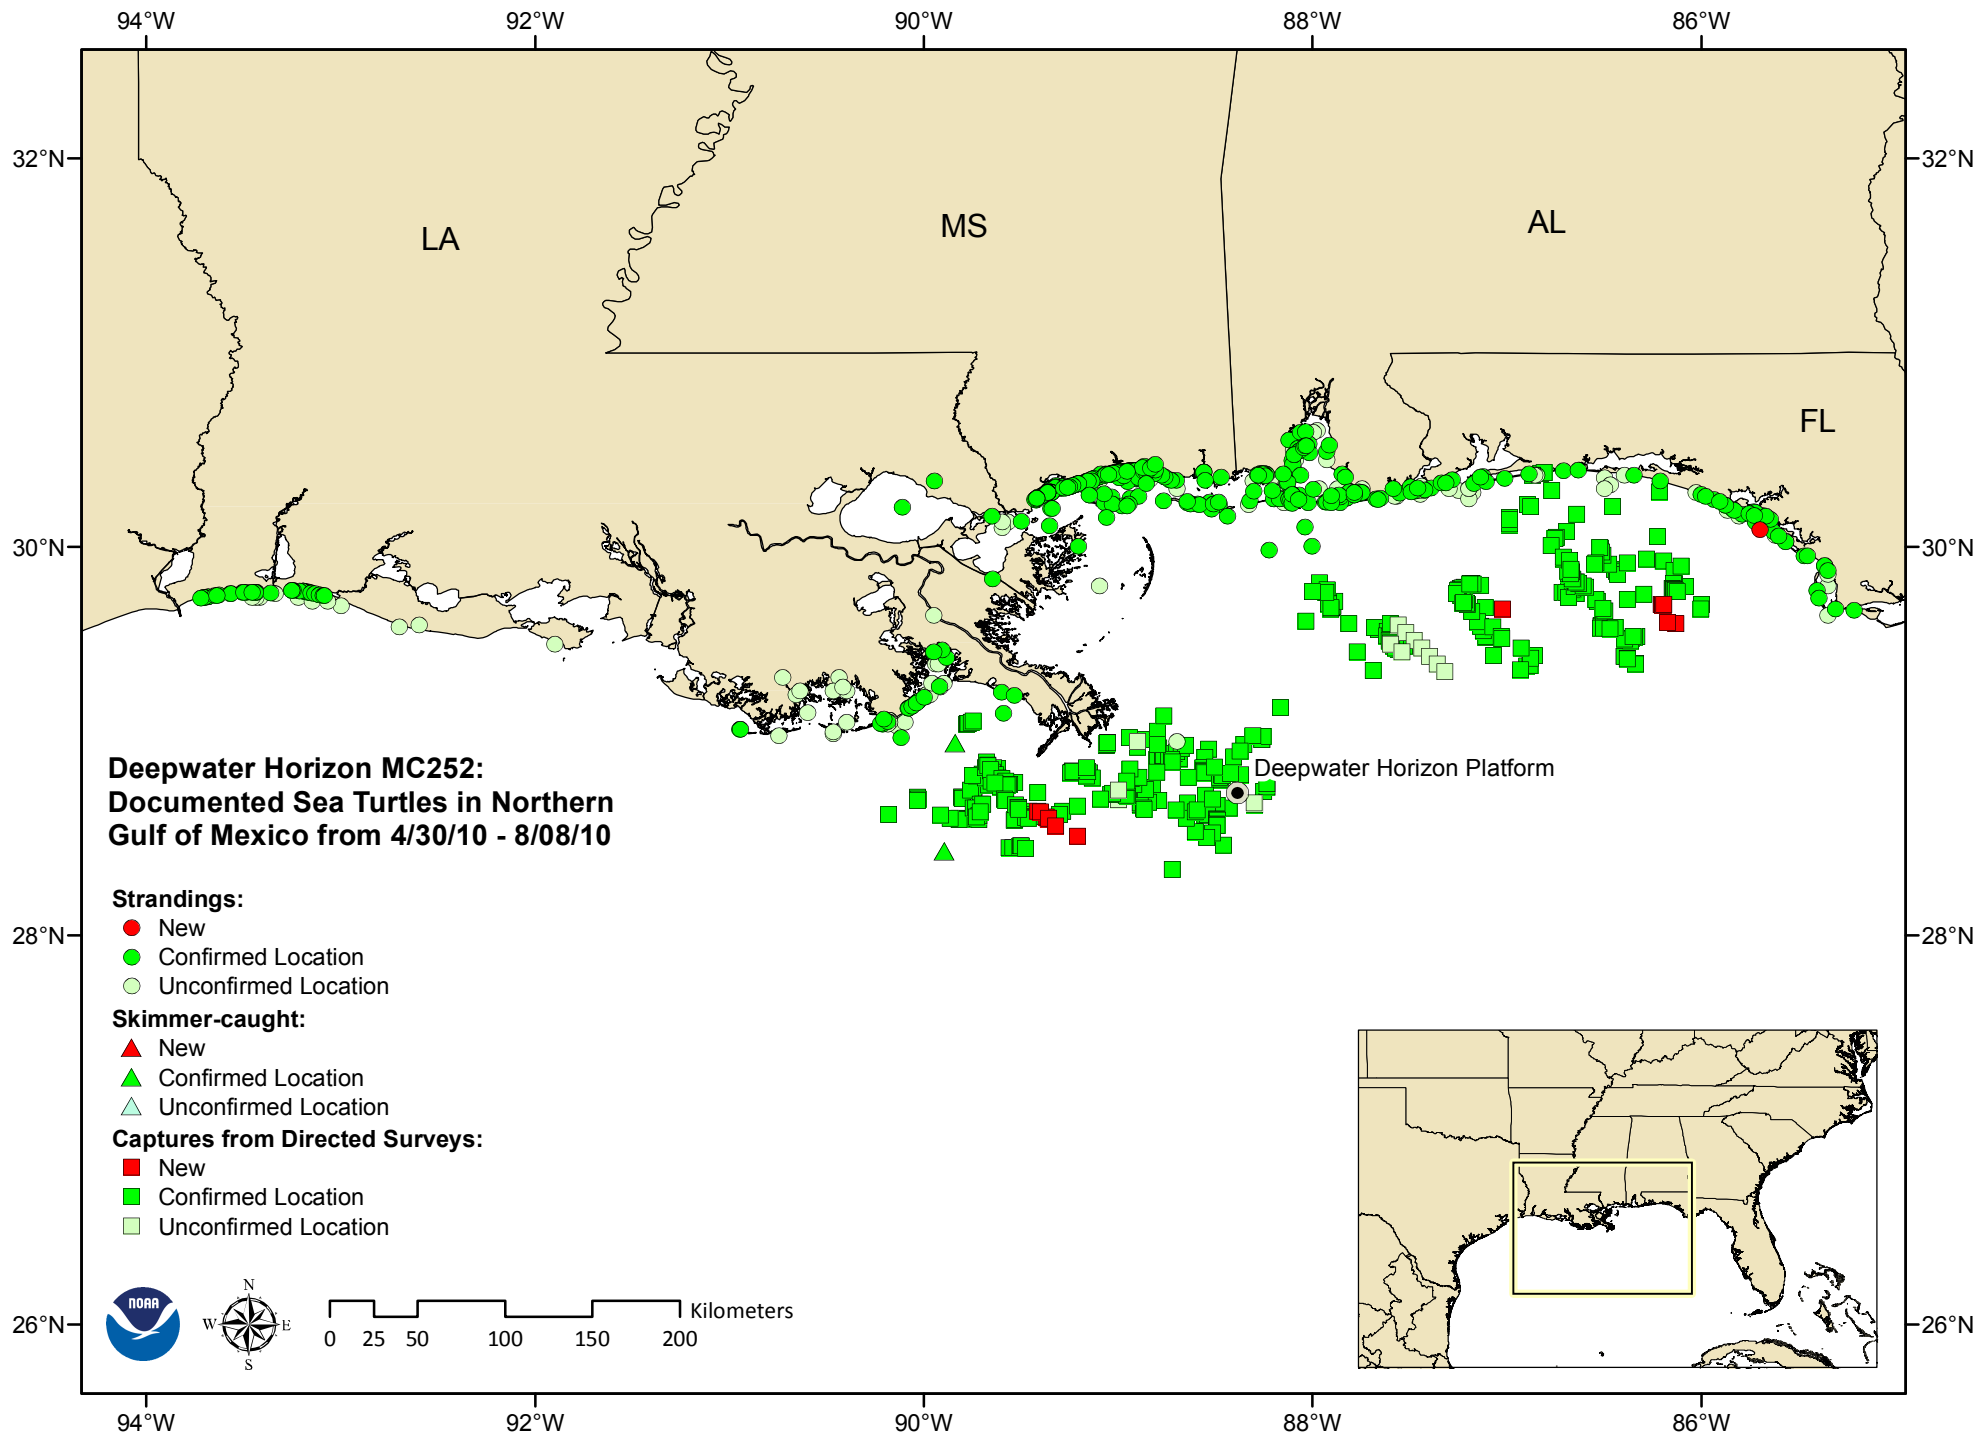 94°W 92°W 90°W 88°W 86°W
32°N 32°N
LA MS AL
FL
30°N 30°N
Deepwater Horizon Platform
Deepwater Horizon MC252:
Documented Sea Turtles in Northern
Gulf of Mexico from 4/30/10 - 8/08/10
Strandings:
New
28°N 28°N
Confirmed Location
Unconfirmed Location
Skimmer-caught:
New
Confirmed Location
Unconfirmed Location
Captures from Directed Surveys:
New
Confirmed Location
Unconfirmed Location
NOAA
N
W E
S
Kilometers
0 25 50 100 150 200
26°N 26°N
94°W 92°W 90°W 88°W 86°W